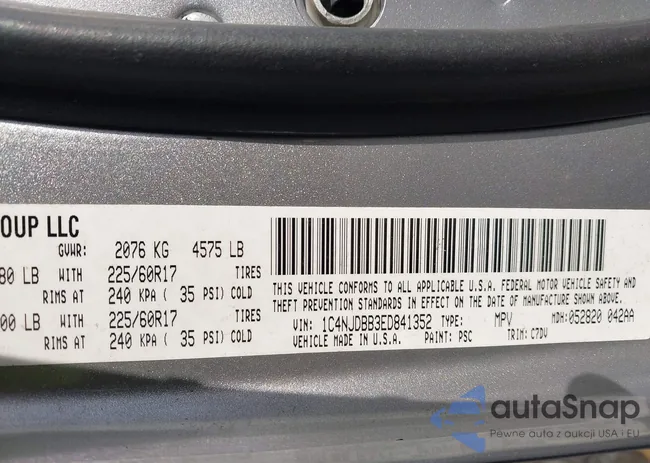 OUP LLC
GVWR: 2076 KG 4575 LB
80 LB WITH 225/60R17 TIRES
RIMS AT 240 KPA ( 35 PSI) COLD
00 LB WITH 225/60R17 TIRES
RIMS AT 240 KPA ( 35 PSI) COLD
THIS VEHICLE CONFORMS TO ALL APPLICABLE U.S.A. FEDERAL MOTOR VEHICLE SAFETY AND
THEFT PREVENTION STANDARDS IN EFFECT ON THE DATE OF MANUFACTURE SHOWN ABOVE.
VIN: 1C4NJDBB3ED841352 TYPE: MPV MDH: 052820 042AA
VEHICLE MADE IN U.S.A. PAINT: PSC TRIM: C7DV
autaSnap
Pewne auta z aukcji USA i EU